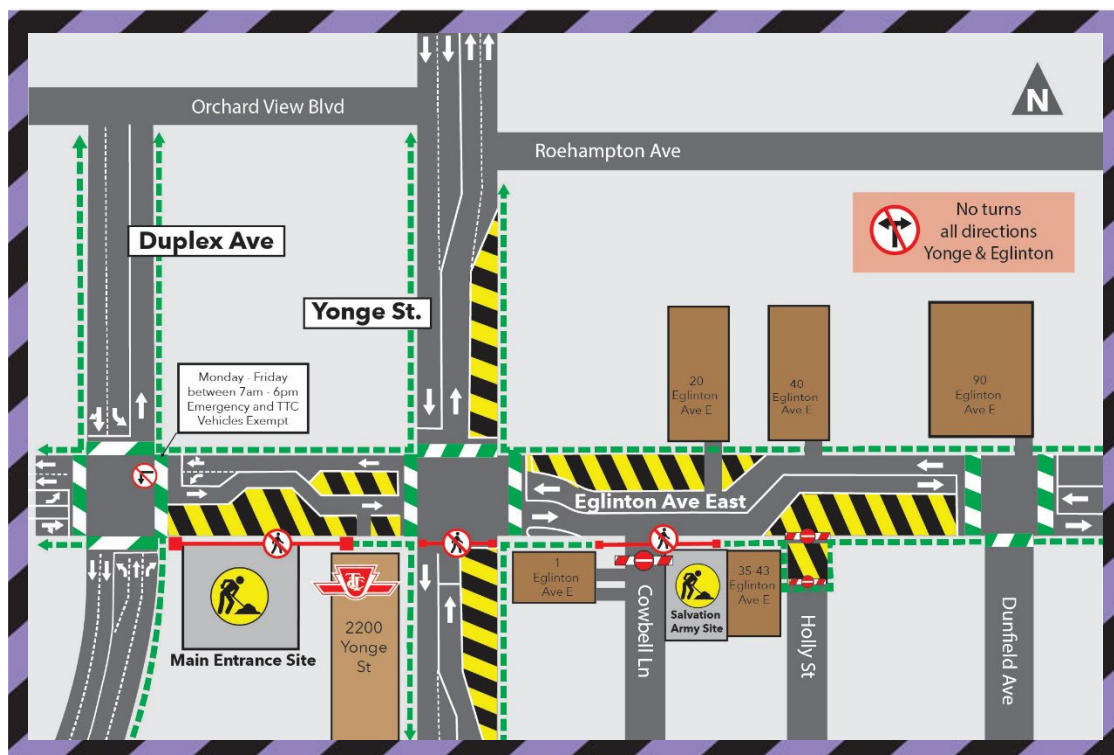 Orchard View Blvd
N
Roehampton Ave
No turns
all directions
Yonge & Eglinton
Duplex Ave
Yonge St.
Monday - Friday
between 7am - 6pm
Emergency and TTC
Vehicles Exempt
20
Eglinton
Ave E
40
Eglinton
Ave E
90
Eglinton
Ave E
Eglinton Ave East
1
Eglinton
Ave E
35-43
Eglinton
Ave E
Salvation
Army Site
Main Entrance Site
TTC
2200
Yonge
St
Cowbell Ln
Holly St
Dunfield Ave